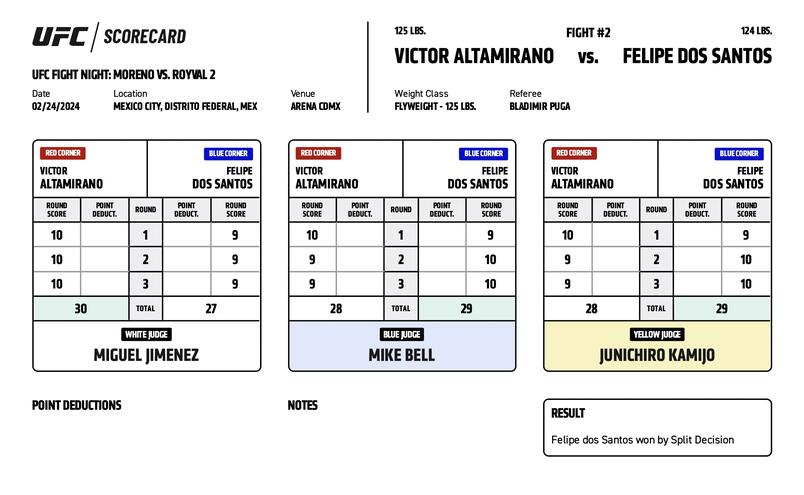 UFC / SCORECARD
UFC FIGHT NIGHT: MORENO VS. ROYVAL 2
Date
02/24/2024
Location
MEXICO CITY, DISTRITO FEDERAL, MEX
Venue
ARENA CDMX
125 LBS.
FIGHT #2
124 LBS.
VICTOR ALTAMIRANO vs. FELIPE DOS SANTOS
Weight Class
FLYWEIGHT - 125 LBS.
Referee
BLADIMIR PUGA
RED CORNER
BLUE CORNER
VICTOR
ALTAMIRANO
FELIPE
DOS SANTOS
ROUND SCORE POINT DEDUCT. ROUND POINT DEDUCT. ROUND SCORE
10 1 9
10 2 9
10 3 9
30 TOTAL 27
WHITE JUDGE
MIGUEL JIMENEZ
RED CORNER
BLUE CORNER
VICTOR
ALTAMIRANO
FELIPE
DOS SANTOS
ROUND SCORE POINT DEDUCT. ROUND POINT DEDUCT. ROUND SCORE
10 1 9
9 2 10
9 3 10
28 TOTAL 29
BLUE JUDGE
MIKE BELL
RED CORNER
BLUE CORNER
VICTOR
ALTAMIRANO
FELIPE
DOS SANTOS
ROUND SCORE POINT DEDUCT. ROUND POINT DEDUCT. ROUND SCORE
10 1 9
9 2 10
9 3 10
28 TOTAL 29
YELLOW JUDGE
JUNICHIRO KAMIJO
POINT DEDUCTIONS
NOTES
RESULT
Felipe dos Santos won by Split Decision